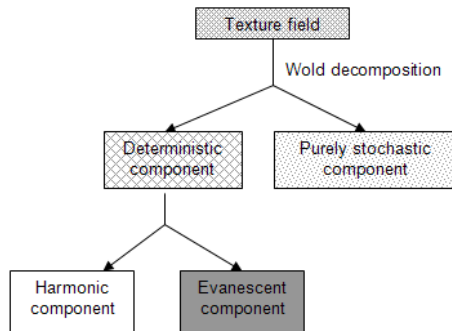 Texture field
Wold decomposition
Deterministic
component
Purely stochastic
component
Harmonic
component
Evanescent
component